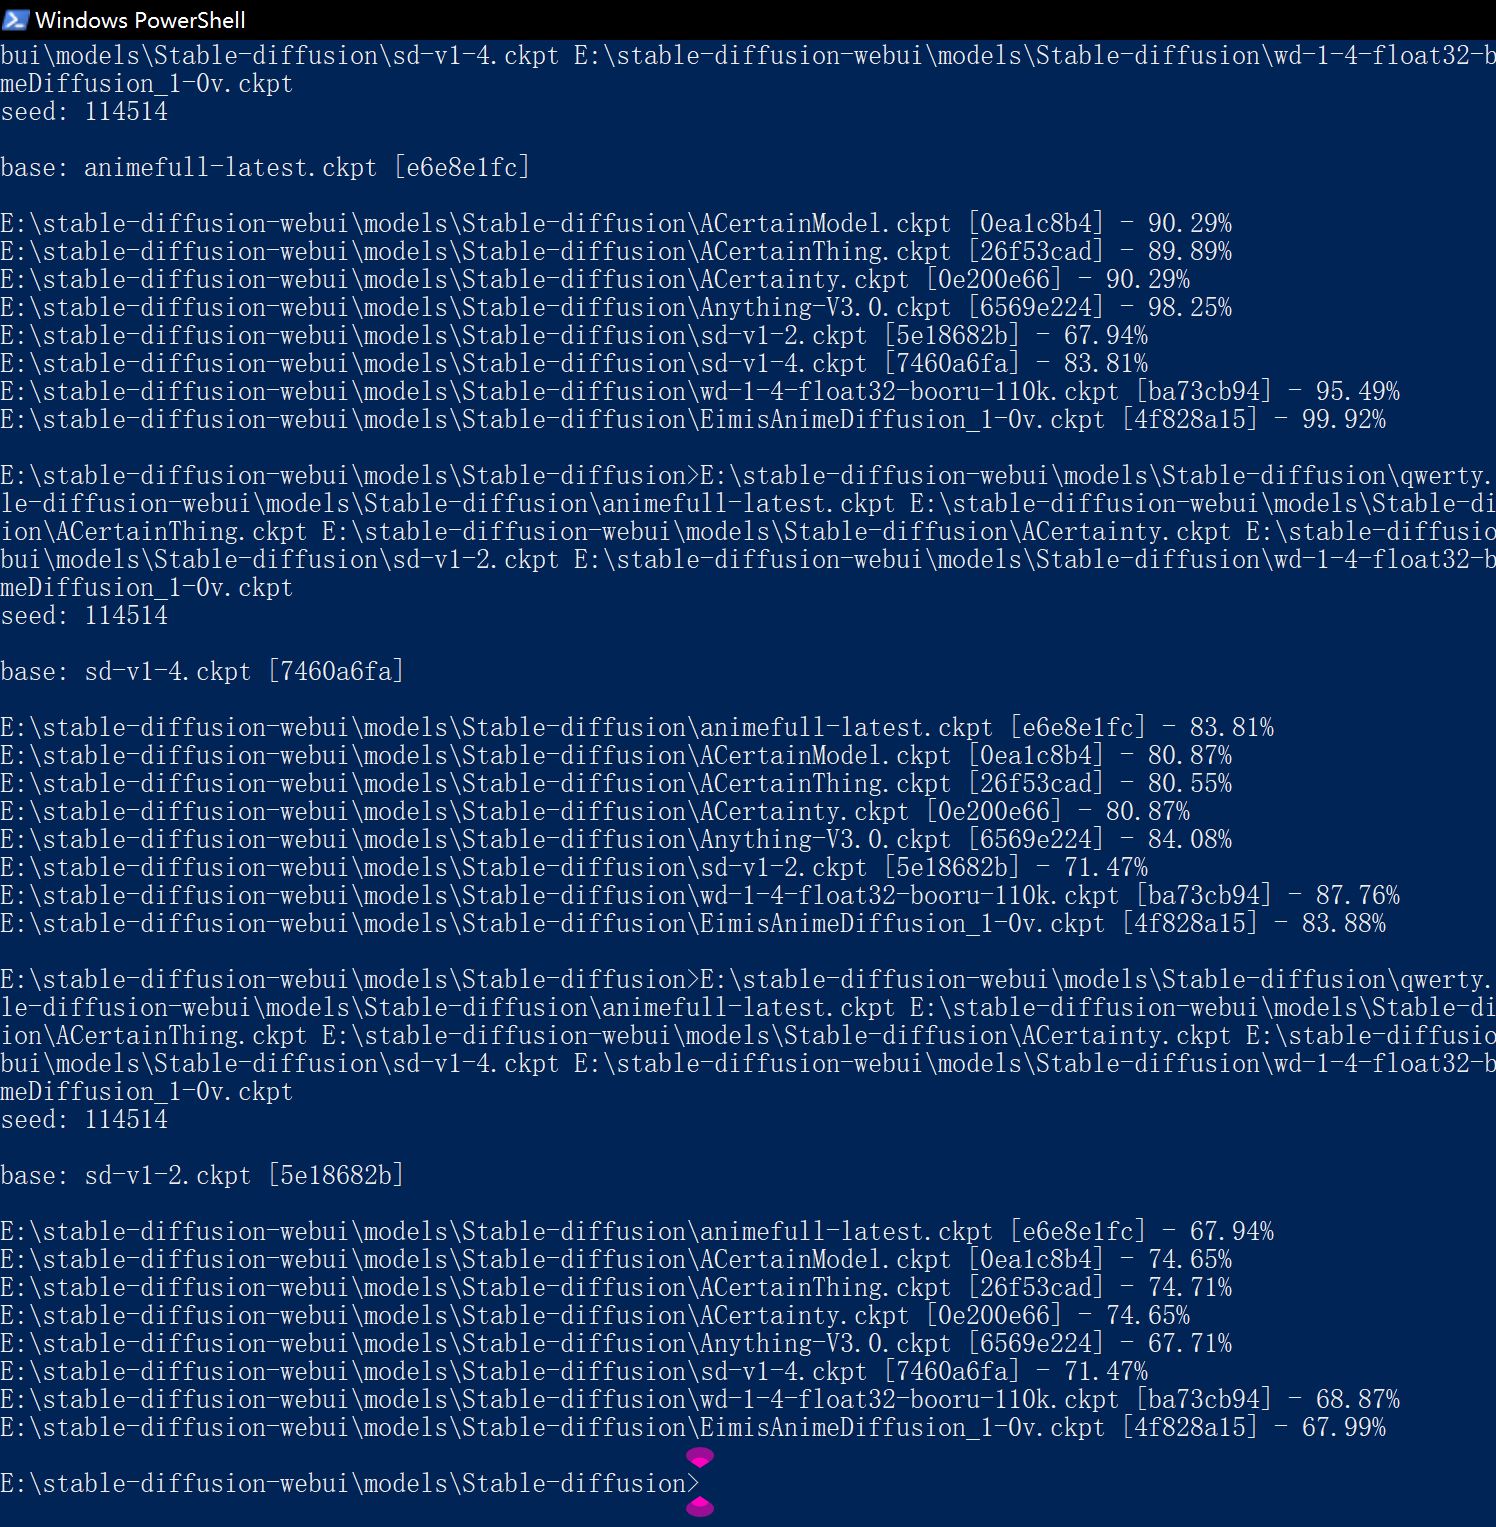 Windows PowerShell
bui\models\Stable-diffusion\sd-v1-4.ckpt E:\stable-diffusion-webui\models\Stable-diffusion\wd-1-4-float32-b
meDiffusion_1-0v.ckpt
seed: 114514
base: animefull-latest.ckpt [e6e8e1fc]
E:\stable-diffusion-webui\models\Stable-diffusion\ACertainModel.ckpt [0ea1c8b4] - 90.29%
E:\stable-diffusion-webui\models\Stable-diffusion\ACertainThing.ckpt [26f53cad] - 89.89%
E:\stable-diffusion-webui\models\Stable-diffusion\ACertainty.ckpt [0e200e66] - 90.29%
E:\stable-diffusion-webui\models\Stable-diffusion\Anything-V3.0.ckpt [6569e224] - 98.25%
E:\stable-diffusion-webui\models\Stable-diffusion\sd-v1-2.ckpt [5e18682b] - 67.94%
E:\stable-diffusion-webui\models\Stable-diffusion\sd-v1-4.ckpt [7460a6fa] - 83.81%
E:\stable-diffusion-webui\models\Stable-diffusion\wd-1-4-float32-booru-110k.ckpt [ba73cb94] - 95.49%
E:\stable-diffusion-webui\models\Stable-diffusion\EimisAnimeDiffusion_1-0v.ckpt [4f828a15] - 99.92%
E:\stable-diffusion-webui\models\Stable-diffusion>E:\stable-diffusion-webui\models\Stable-diffusion\qwerty.
le-diffusion-webui\models\Stable-diffusion\animefull-latest.ckpt E:\stable-diffusion-webui\models\Stable-di
ion\ACertainThing.ckpt E:\stable-diffusion-webui\models\Stable-diffusion\ACertainty.ckpt E:\stable-diffusio
bui\models\Stable-diffusion\sd-v1-2.ckpt E:\stable-diffusion-webui\models\Stable-diffusion\wd-1-4-float32-b
meDiffusion_1-0v.ckpt
seed: 114514
base: sd-v1-4.ckpt [7460a6fa]
E:\stable-diffusion-webui\models\Stable-diffusion\animefull-latest.ckpt [e6e8e1fc] - 83.81%
E:\stable-diffusion-webui\models\Stable-diffusion\ACertainModel.ckpt [0ea1c8b4] - 80.87%
E:\stable-diffusion-webui\models\Stable-diffusion\ACertainThing.ckpt [26f53cad] - 80.55%
E:\stable-diffusion-webui\models\Stable-diffusion\ACertainty.ckpt [0e200e66] - 80.87%
E:\stable-diffusion-webui\models\Stable-diffusion\Anything-V3.0.ckpt [6569e224] - 84.08%
E:\stable-diffusion-webui\models\Stable-diffusion\sd-v1-2.ckpt [5e18682b] - 71.47%
E:\stable-diffusion-webui\models\Stable-diffusion\wd-1-4-float32-booru-110k.ckpt [ba73cb94] - 87.76%
E:\stable-diffusion-webui\models\Stable-diffusion\EimisAnimeDiffusion_1-0v.ckpt [4f828a15] - 83.88%
E:\stable-diffusion-webui\models\Stable-diffusion>E:\stable-diffusion-webui\models\Stable-diffusion\qwerty.
le-diffusion-webui\models\Stable-diffusion\animefull-latest.ckpt E:\stable-diffusion-webui\models\Stable-di
ion\ACertainThing.ckpt E:\stable-diffusion-webui\models\Stable-diffusion\ACertainty.ckpt E:\stable-diffusio
bui\models\Stable-diffusion\sd-v1-4.ckpt E:\stable-diffusion-webui\models\Stable-diffusion\wd-1-4-float32-b
meDiffusion_1-0v.ckpt
seed: 114514
base: sd-v1-2.ckpt [5e18682b]
E:\stable-diffusion-webui\models\Stable-diffusion\animefull-latest.ckpt [e6e8e1fc] - 67.94%
E:\stable-diffusion-webui\models\Stable-diffusion\ACertainModel.ckpt [0ea1c8b4] - 74.65%
E:\stable-diffusion-webui\models\Stable-diffusion\ACertainThing.ckpt [26f53cad] - 74.71%
E:\stable-diffusion-webui\models\Stable-diffusion\ACertainty.ckpt [0e200e66] - 74.65%
E:\stable-diffusion-webui\models\Stable-diffusion\Anything-V3.0.ckpt [6569e224] - 67.71%
E:\stable-diffusion-webui\models\Stable-diffusion\sd-v1-4.ckpt [7460a6fa] - 71.47%
E:\stable-diffusion-webui\models\Stable-diffusion\wd-1-4-float32-booru-110k.ckpt [ba73cb94] - 68.87%
E:\stable-diffusion-webui\models\Stable-diffusion\EimisAnimeDiffusion_1-0v.ckpt [4f828a15] - 67.99%
E:\stable-diffusion-webui\models\Stable-diffusion>